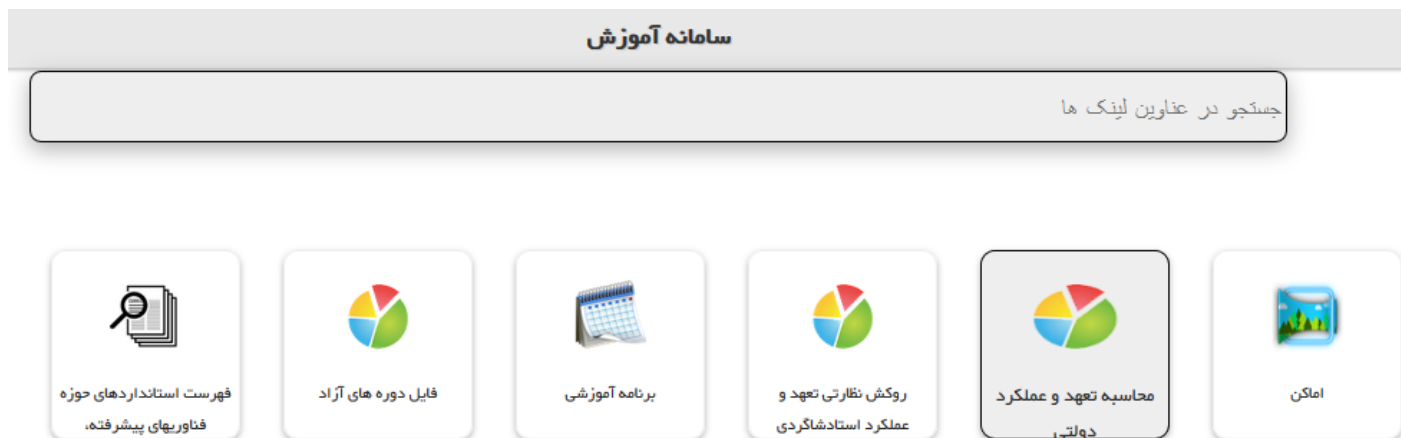 سامانه آموزش
جستجو در عناوین لینک ها
اماکن
محاسبه تعهد و عملکرد
دولتی
روکش نظارتی تعهد و
عملکرد استادشاگردی
برنامه آموزشی
فایل دوره های آزاد
فهرست استانداردهای حوزه
فناوریهای پیشرفته،